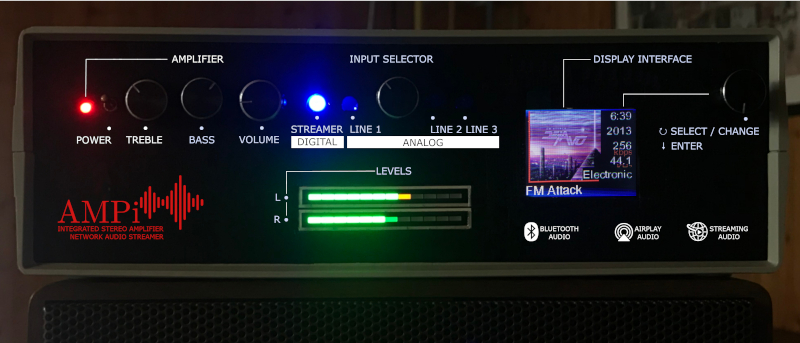 AMPLIFIER
INPUT SELECTOR
DISPLAY INTERFACE
POWER
TREBLE
BASS
VOLUME
STREAMER
LINE 1
LINE 2
LINE 3
DIGITAL
ANALOG
6:39
2013
256
kbps
44.1
Electronic
FM Attack
SELECT / CHANGE
ENTER
LEVELS
L
R
AMPi
INTEGRATED STEREO AMPLIFIER
NETWORK AUDIO STREAMER
BLUETOOTH
AUDIO
AIRPLAY
AUDIO
STREAMING
AUDIO